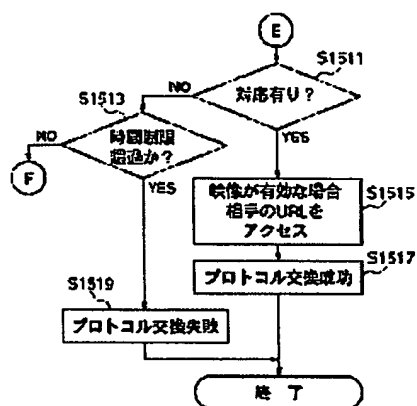 E
S1511
対応有り?
NO
YES
S1513
時間制限
超過か?
NO
YES
F
映像が有効な場合
相手のURLを
アクセス
S1515
プロトコル交換成功
S1517
S1519
プロトコル交換失敗
終了